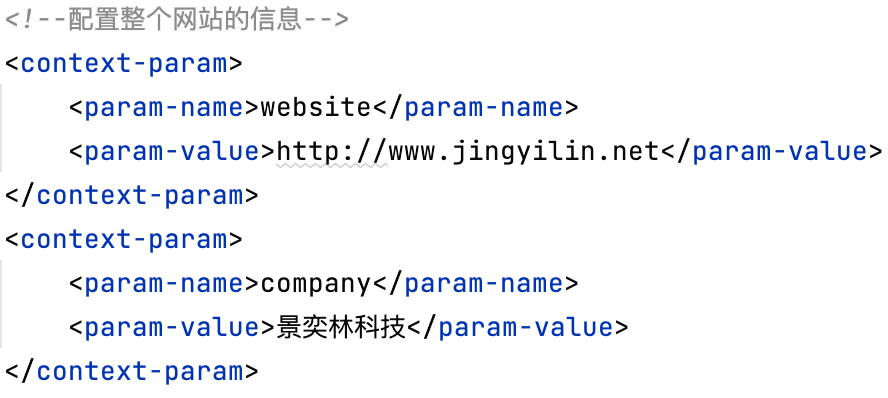 <!--配置整个网站的信息-->
<context-param>
    <param-name>website</param-name>
    <param-value>http://www.jingyilin.net</param-value>
</context-param>
<context-param>
    <param-name>company</param-name>
    <param-value>景奕林科技</param-value>
</context-param>